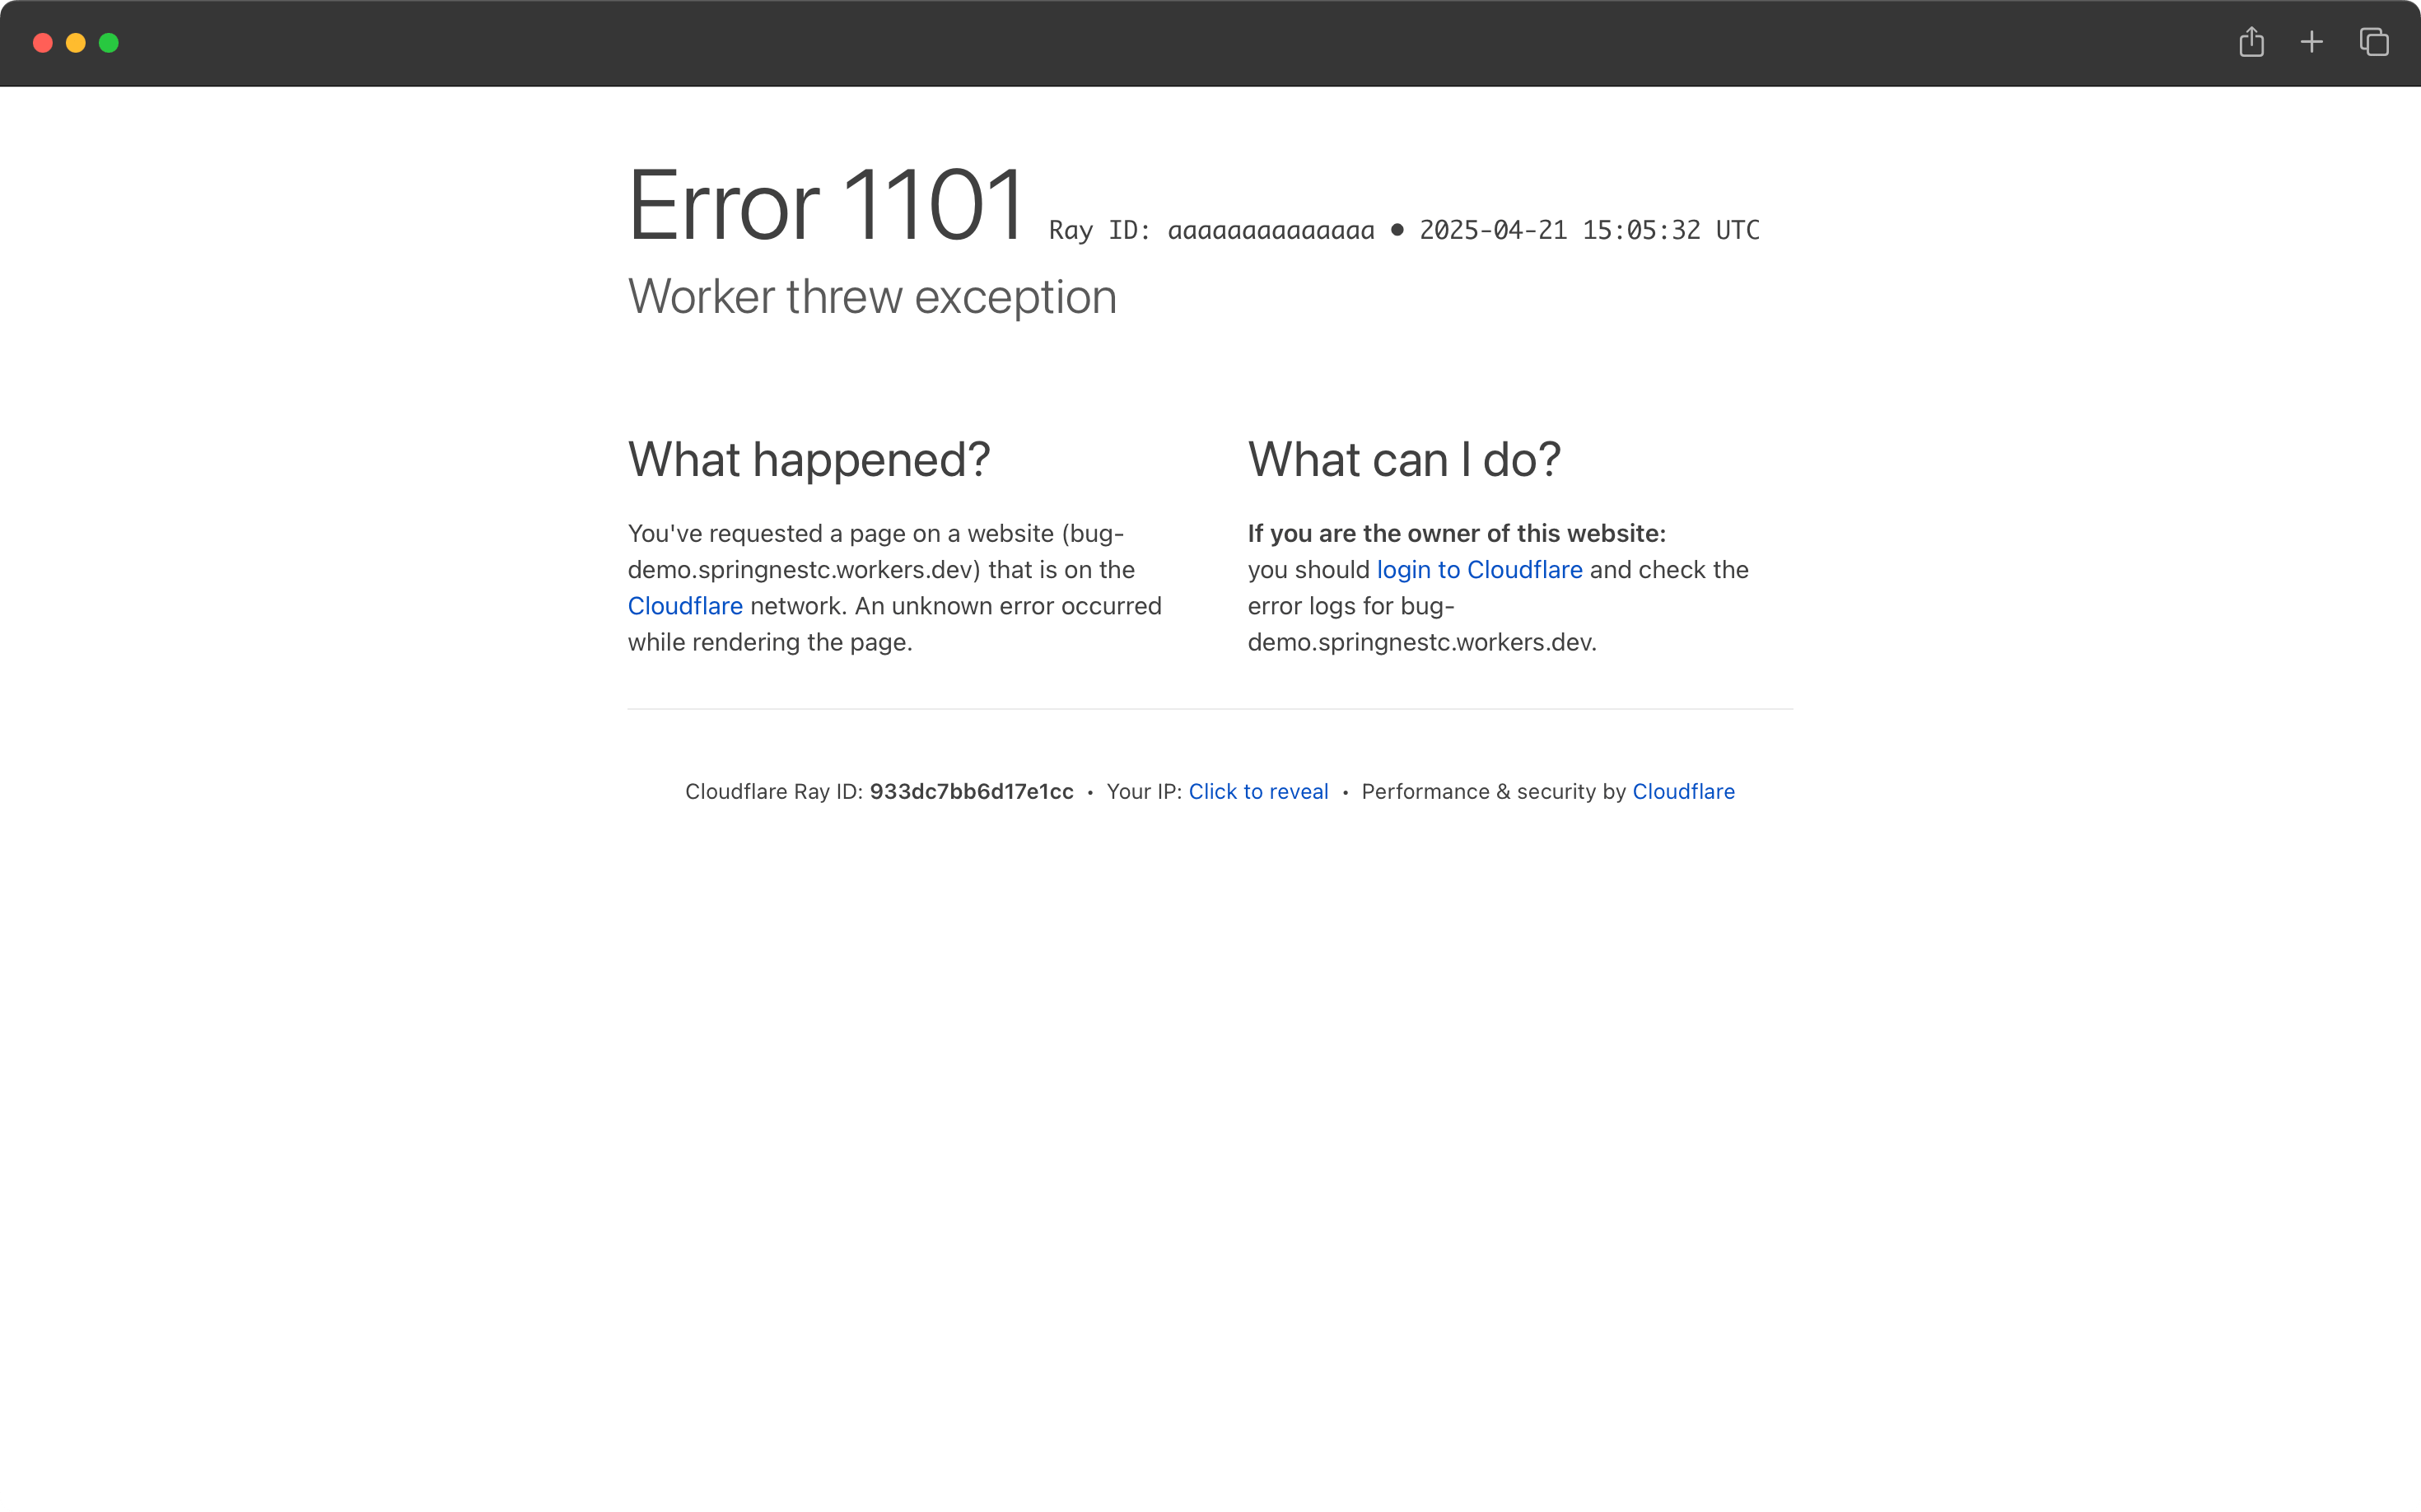 Error 1101 Ray ID: aaaaaaaaaaaaaa • 2025-04-21 15:05:32 UTC
Worker threw exception
What happened?
You've requested a page on a website (bug-
demo.springnestc.workers.dev) that is on the
Cloudflare network. An unknown error occurred
while rendering the page.
What can I do?
If you are the owner of this website:
you should login to Cloudflare and check the
error logs for bug-
demo.springnestc.workers.dev.
Cloudflare Ray ID: 933dc7bb6d17e1cc • Your IP: Click to reveal • Performance & security by Cloudflare